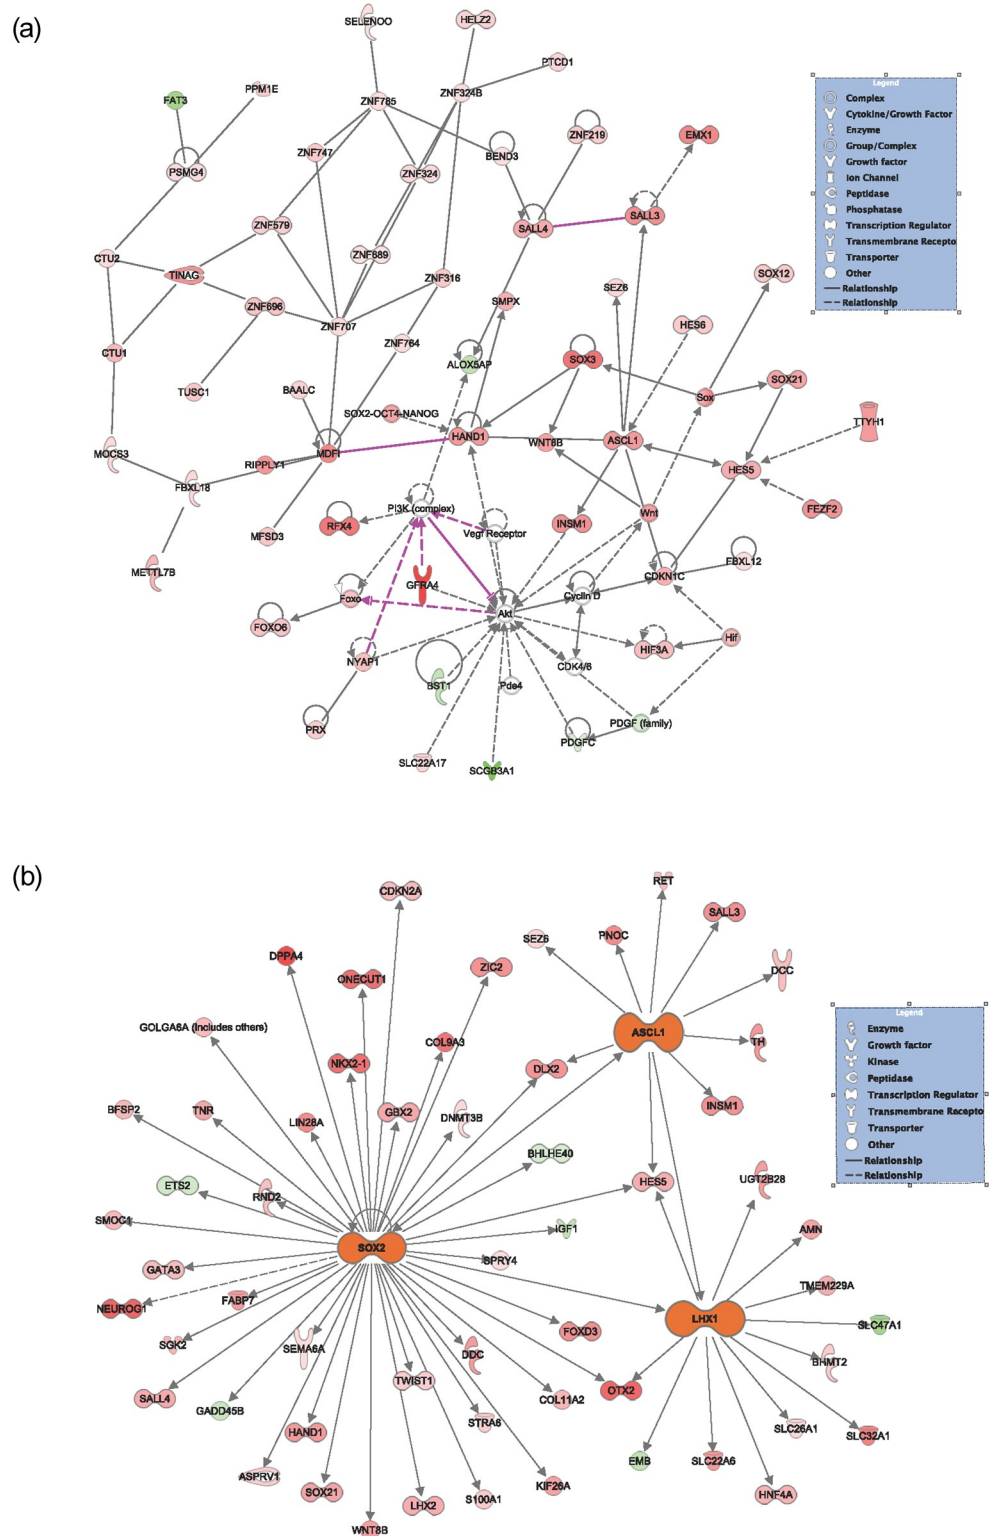 (a)
SELENOO
HELZ2
PTCD1
PPM1E
FAT3
ZNF785
ZNF324B
Legend
Complex
Cytokine/Growth Factor
Enzyme
Group/Complex
Growth factor
Ion Channel
Peptidase
Phosphatase
Transcription Regulator
Transmembrane Recepto
Transporter
Other
Relationship
Relationship
ZNF747
BEND3
ZNF219
EMX1
PSMG4
ZNF324
SALL4
SALL3
ZNF579
ZNF689
CTU2
TINAG
ZNF316
SOX12
SEZ6
SMPX
ZNF696
ZNF707
HES6
CTU1
ZNF764
ALOX5AP
SOX3
SOX21
TUSC1
BAALC
Sox
SOX2-OCT4-NANOG
TTYH1
HAND1
WNT8B
ASCL1
MOCS3
RIPPLY1
MDFI
HES5
FBXL18
PI3K (complex)
RFX4
INSM1
Wnt
FEZF2
MFSD3
Vegf Receptor
FBXL12
METTL7B
GFRA4
CDKN1C
Foxo
Cyclin D
Akt
FOXO6
HIF3A
Hif
NYAP1
CDK4/6
BST1
Pde4
PRX
PDGF (family)
PDGFC
SLC22A17
SCGB3A1
(b)
CDKN2A
RET
SALL3
SEZ6
PNOC
DPPA4
ONECUT1
ZIC2
DCC
Legend
Enzyme
Growth factor
Kinase
Peptidase
Transcription Regulator
Transmembrane Recepto
Transporter
Other
Relationship
Relationship
GOLGA6A (includes others)
COL9A3
ASCL1
TH
NKX2-1
DLX2
BFSP2
TNR
LIN28A
GBX2
DNMT3B
INSM1
BHLHE40
ETS2
RND2
HES5
UGT2B28
SMOC1
IGF1
AMN
SOX2
SPRY4
GATA3
TMEM229A
NEUROG1
FABP7
LHX1
SLC47A1
SGK2
SEMA6A
DDC
FOXD3
BHMT2
TWIST1
OTX2
SALL4
GADD45B
COL11A2
HAND1
STRA6
SLC26A1
SLC32A1
EMB
SLC22A6
ASPRV1
SOX21
KIF26A
LHX2
S100A1
HNF4A
WNT8B